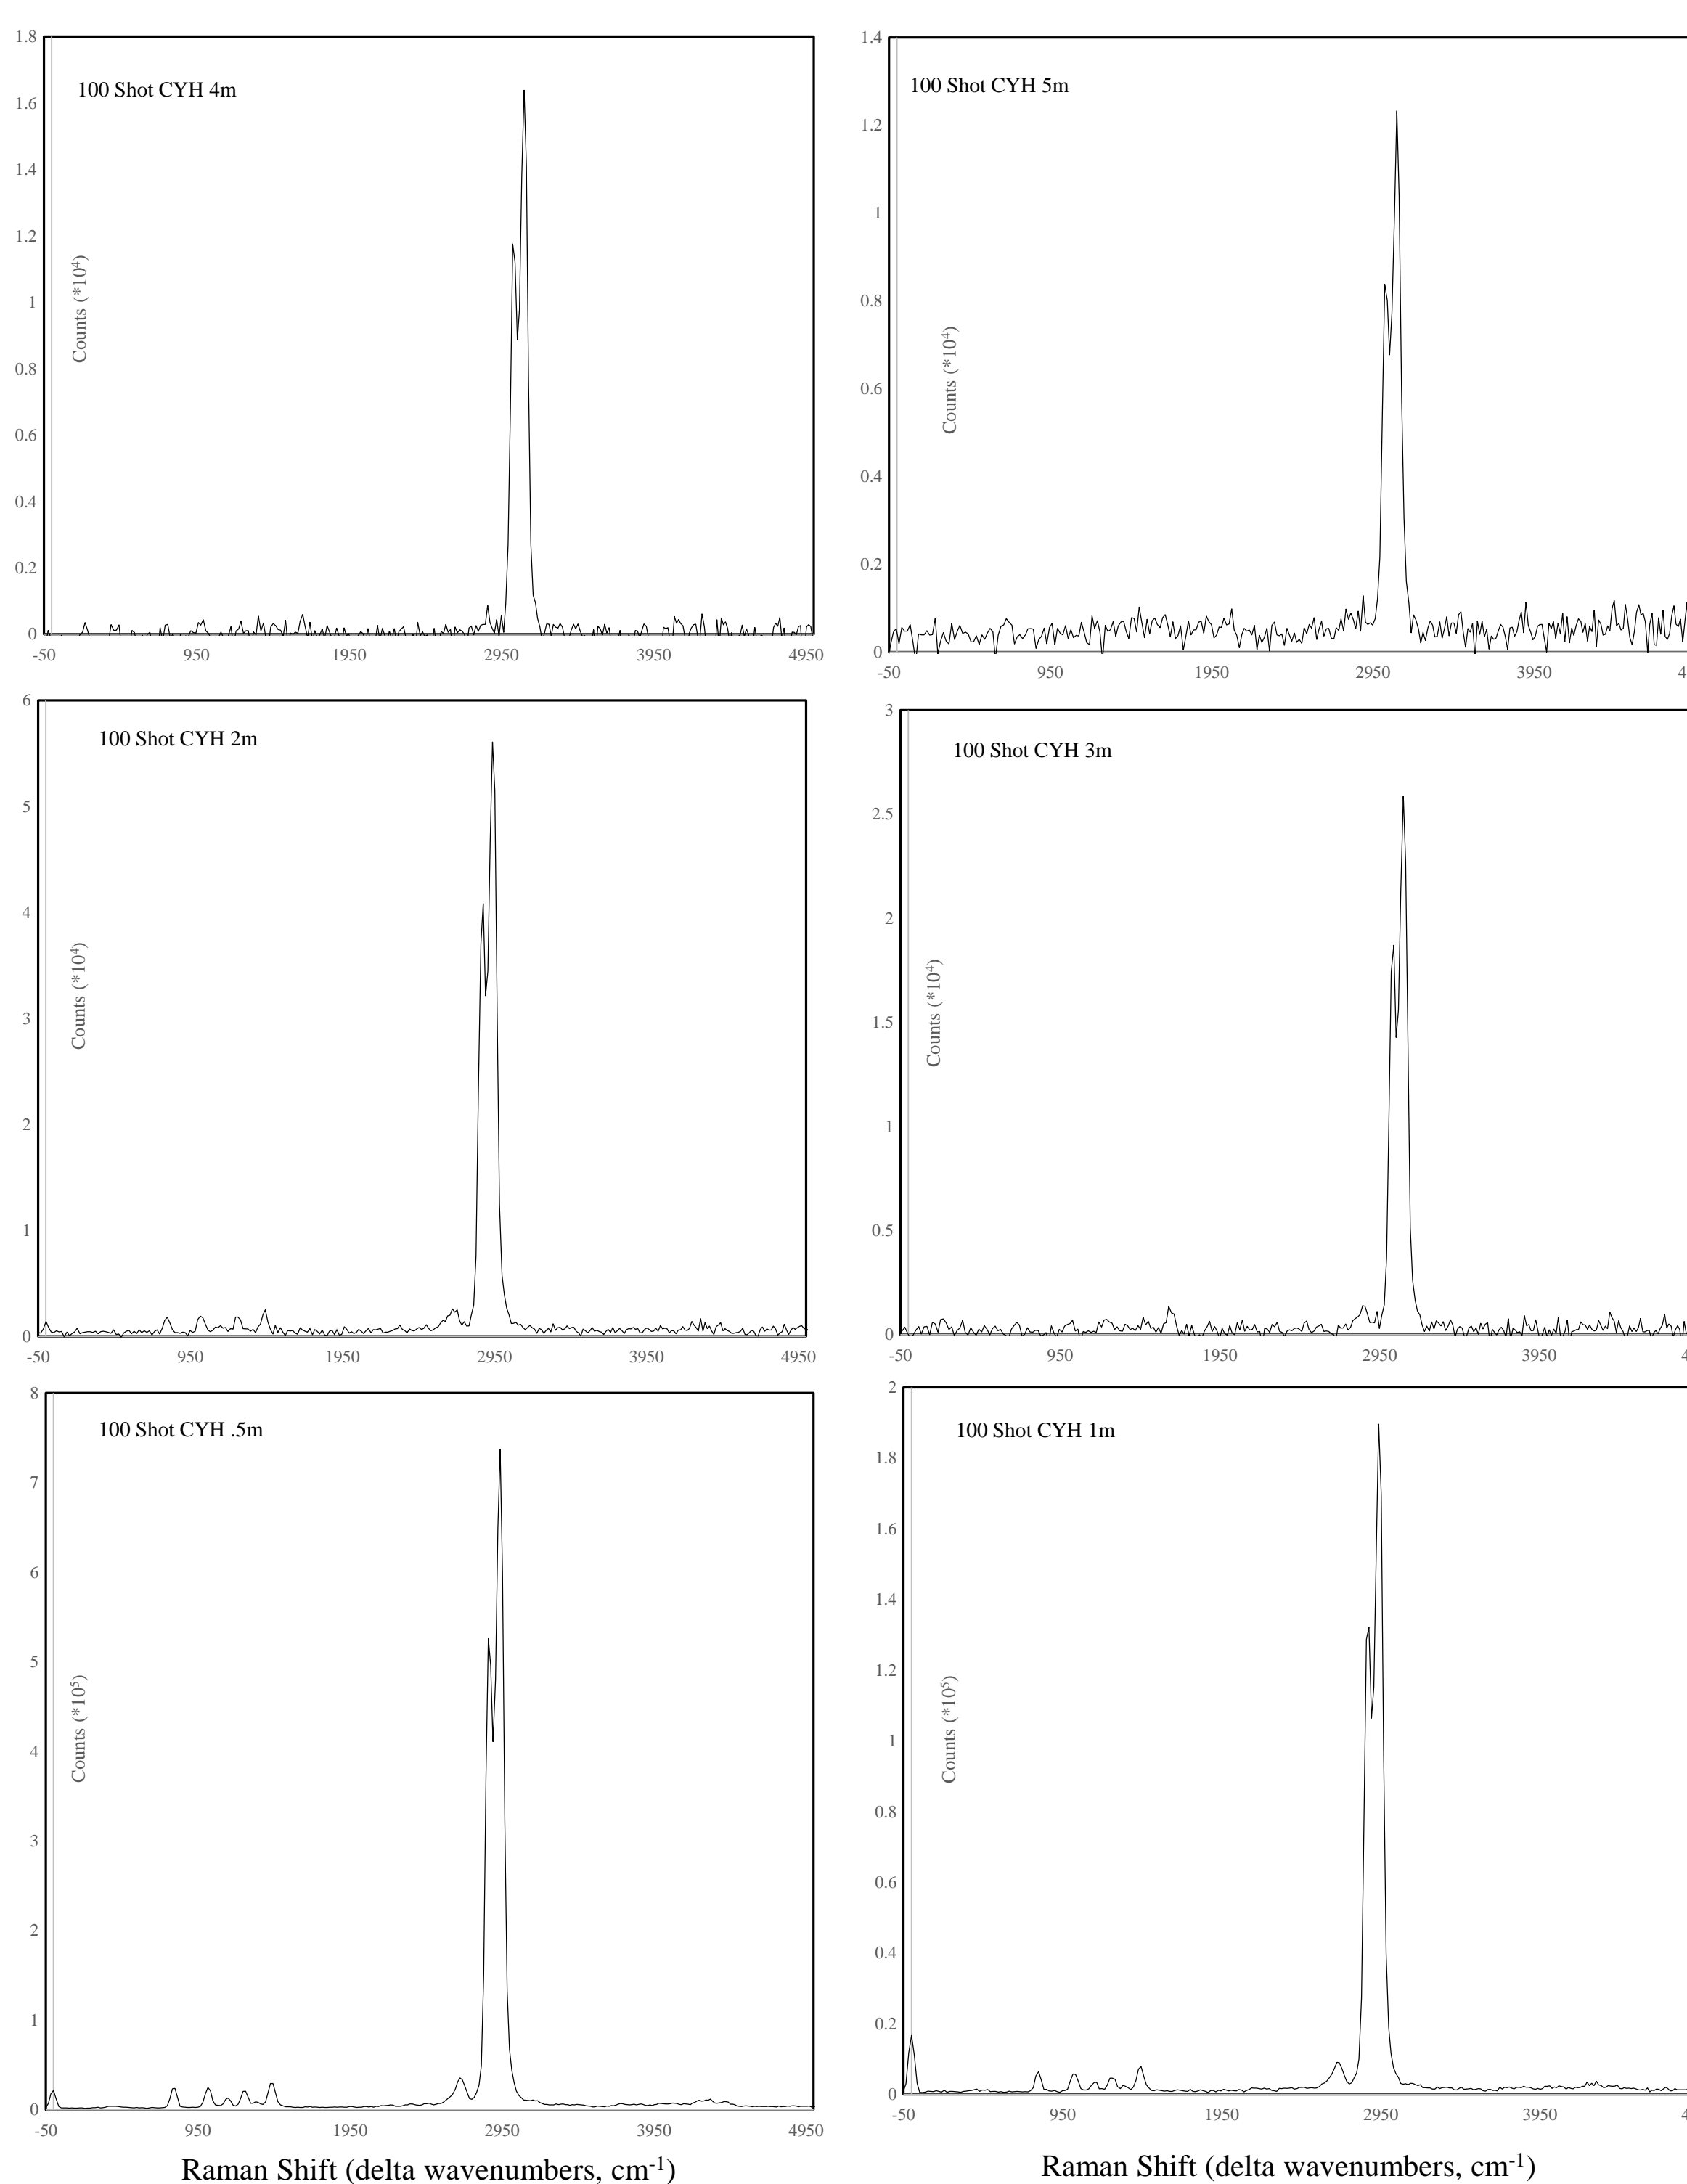 100 Shot CYH 4m
Counts (*10⁴)
1.8
1.6
1.4
1.2
1
0.8
0.6
0.4
0.2
0
-50 950 1950 2950 3950 4950
100 Shot CYH 5m
Counts (*10⁴)
1.4
1.2
1
0.8
0.6
0.4
0.2
0
-50 950 1950 2950 3950 4
100 Shot CYH 2m
Counts (*10⁴)
6
5
4
3
2
1
0
-50 950 1950 2950 3950 4950
100 Shot CYH 3m
Counts (*10⁴)
3
2.5
2
1.5
1
0.5
0
-50 950 1950 2950 3950 4
100 Shot CYH .5m
Counts (*10⁵)
8
7
6
5
4
3
2
1
0
-50 950 1950 2950 3950 4950
Raman Shift (delta wavenumbers, cm⁻¹)
100 Shot CYH 1m
Counts (*10⁵)
2
1.8
1.6
1.4
1.2
1
0.8
0.6
0.4
0.2
0
-50 950 1950 2950 3950 4
Raman Shift (delta wavenumbers, cm⁻¹)